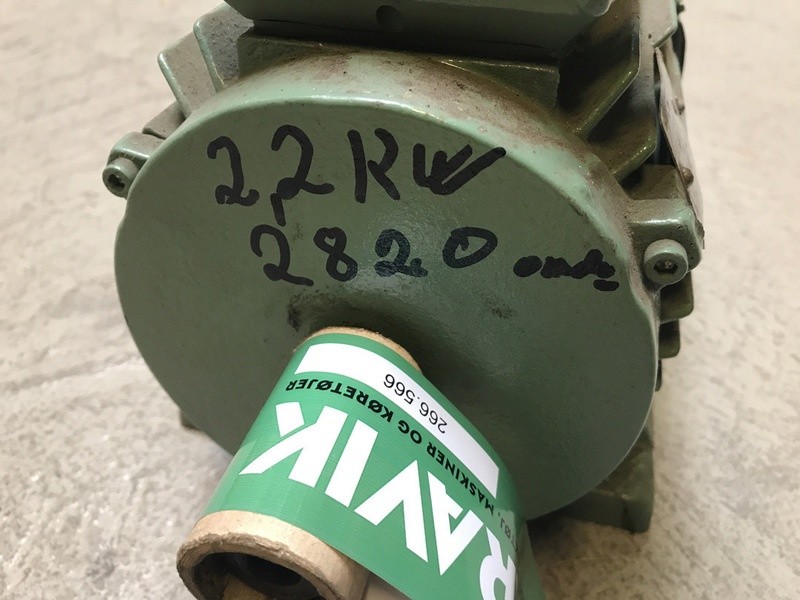 2,2 KW
2820 omdr
RAVIK
MASKINER OG KØRETØJER
266.566